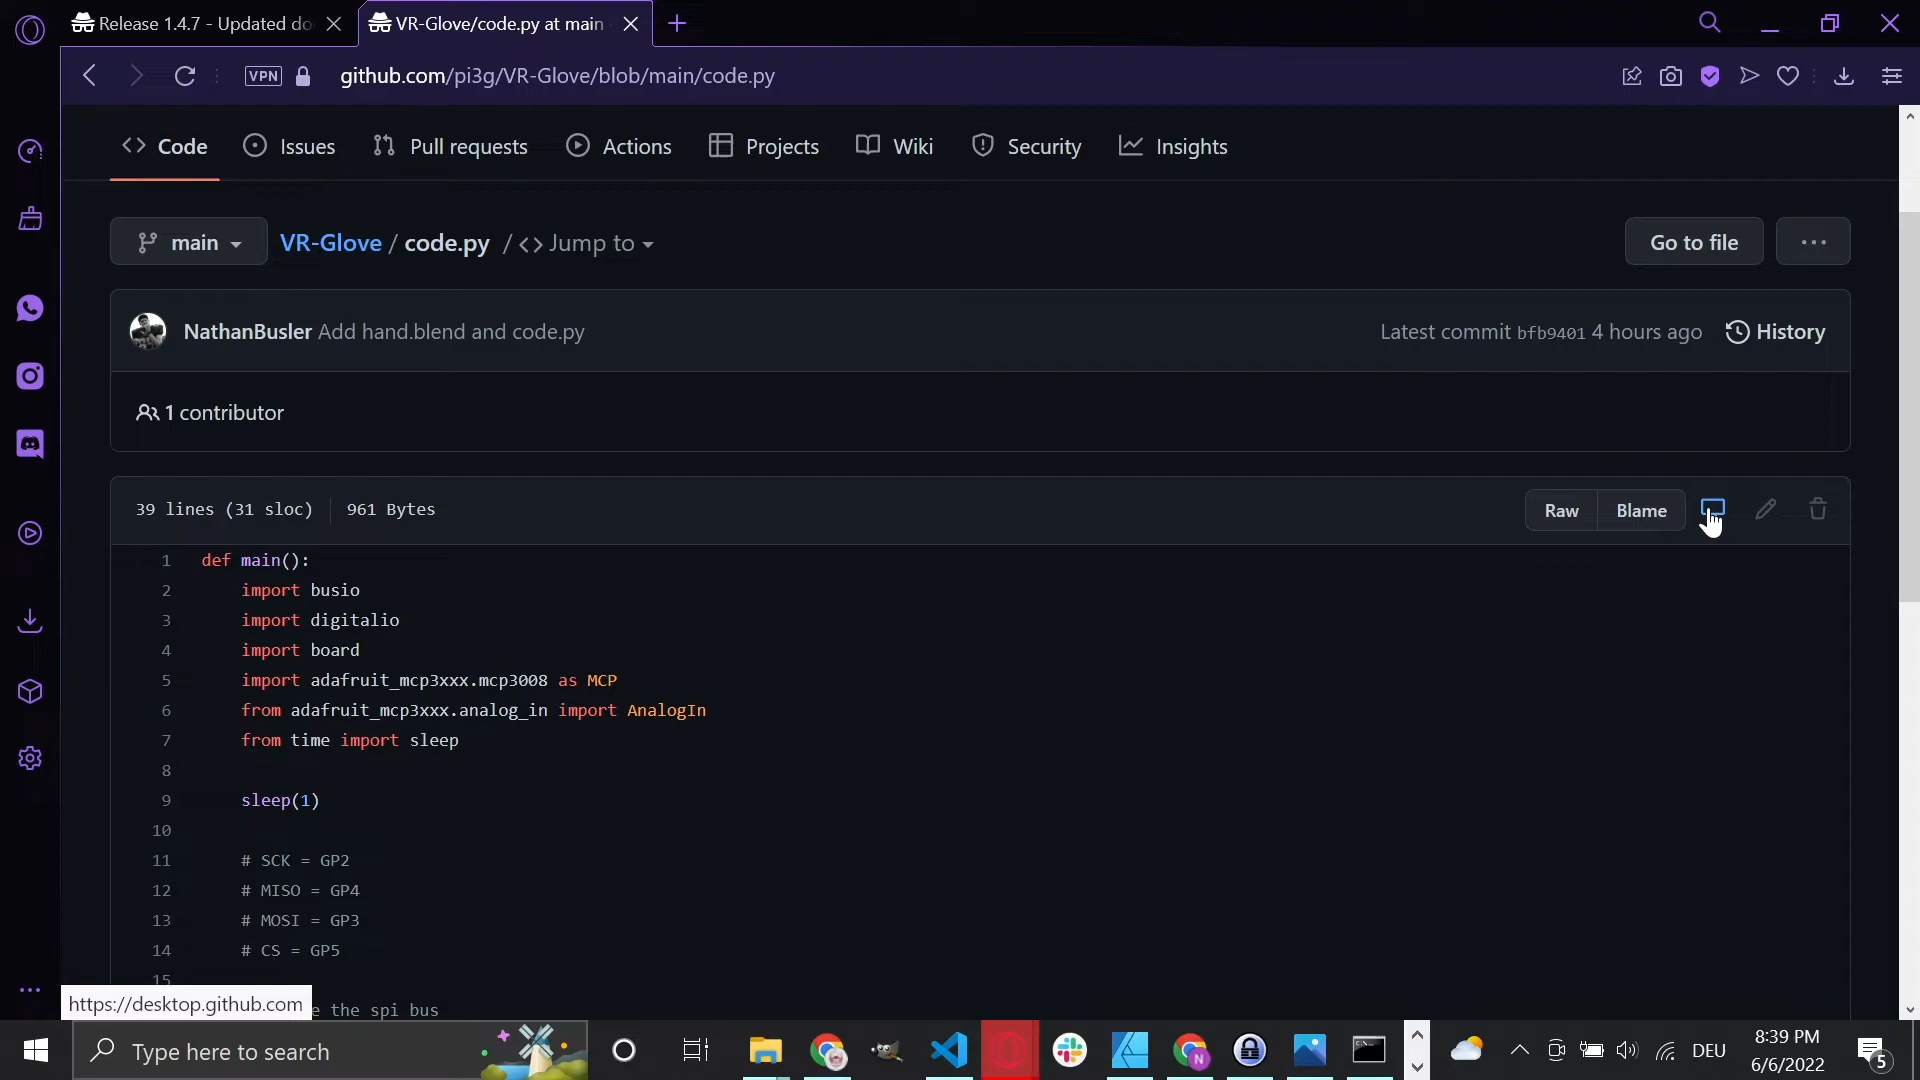 Release 1.4.7 - Updated do
VR-Glove/code.py at main
VPN
github.com/pi3g/VR-Glove/blob/main/code.py
Code
Issues
Pull requests
Actions
Projects
Wiki
Security
Insights
main
VR-Glove / code.py / <> Jump to
Go to file
...
NathanBusler Add hand.blend and code.py
Latest commit bfb9401 4 hours ago
History
1 contributor
39 lines (31 sloc)
961 Bytes
Raw
Blame
1 def main():
2 import busio
3 import digitalio
4 import board
5 import adafruit_mcp3xxx.mcp3008 as MCP
6 from adafruit_mcp3xxx.analog_in import AnalogIn
7 from time import sleep
8
9 sleep(1)
10
11 # SCK = GP2
12 # MISO = GP4
13 # MOSI = GP3
14 # CS = GP5
15
e the spi bus
https://desktop.github.com
Type here to search
N
DEU
8:39 PM
6/6/2022
5